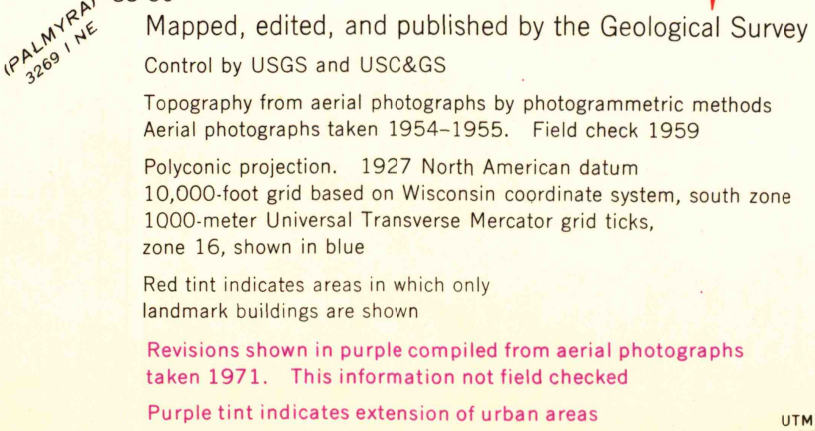 (PALMYRA)
3269 I NE
Mapped, edited, and published by the Geological Survey
Control by USGS and USC&GS
Topography from aerial photographs by photogrammetric methods
Aerial photographs taken 1954–1955. Field check 1959
Polyconic projection. 1927 North American datum
10,000-foot grid based on Wisconsin coordinate system, south zone
1000-meter Universal Transverse Mercator grid ticks,
zone 16, shown in blue
Red tint indicates areas in which only
landmark buildings are shown
Revisions shown in purple compiled from aerial photographs
taken 1971. This information not field checked
Purple tint indicates extension of urban areas
UTM